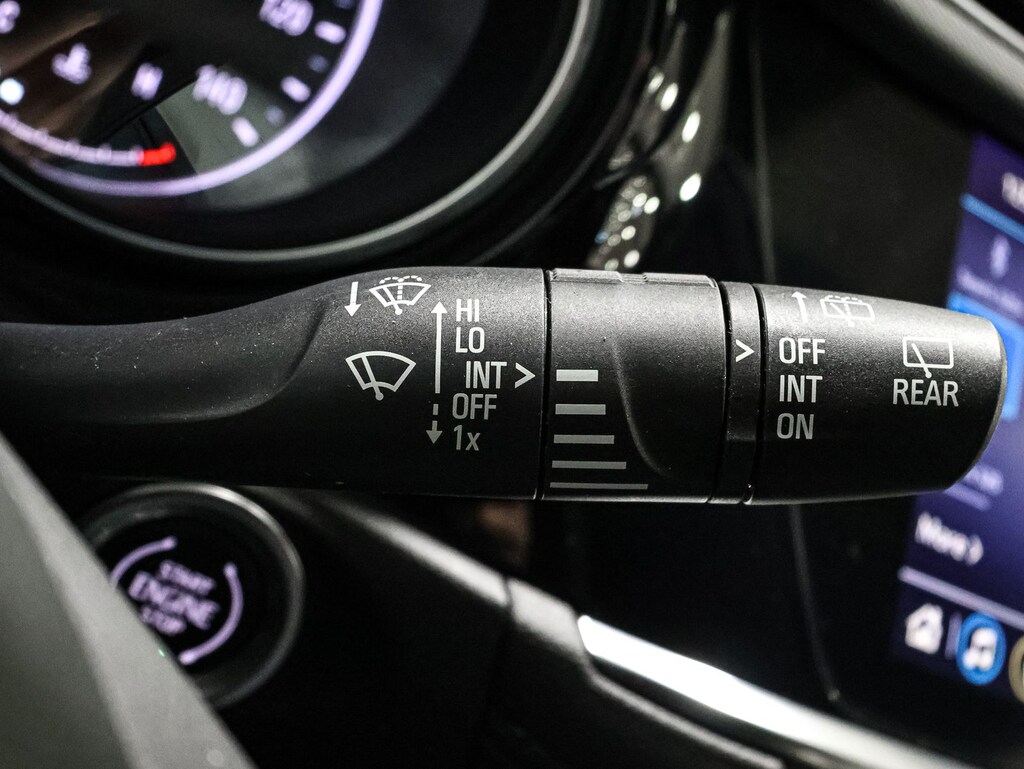 120
140
H
HI
LO
INT >
OFF
1x
> OFF
INT
ON
REAR
START
ENGINE
STOP
More >